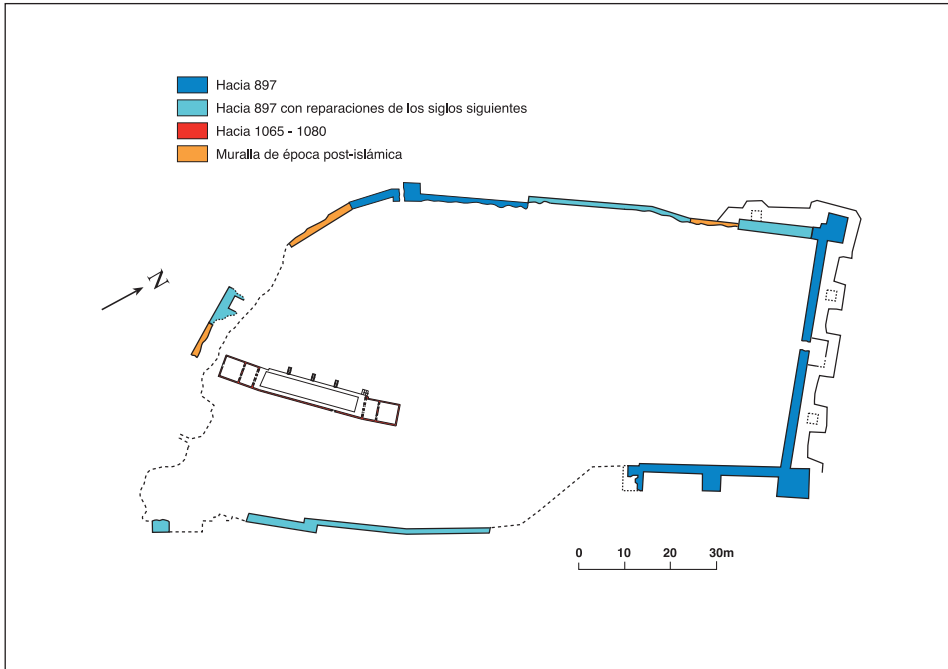 Hacia 897
Hacia 897 con reparaciones de los siglos siguientes
Hacia 1065 - 1080
Muralla de época post-islámica
N
0 10 20 30m